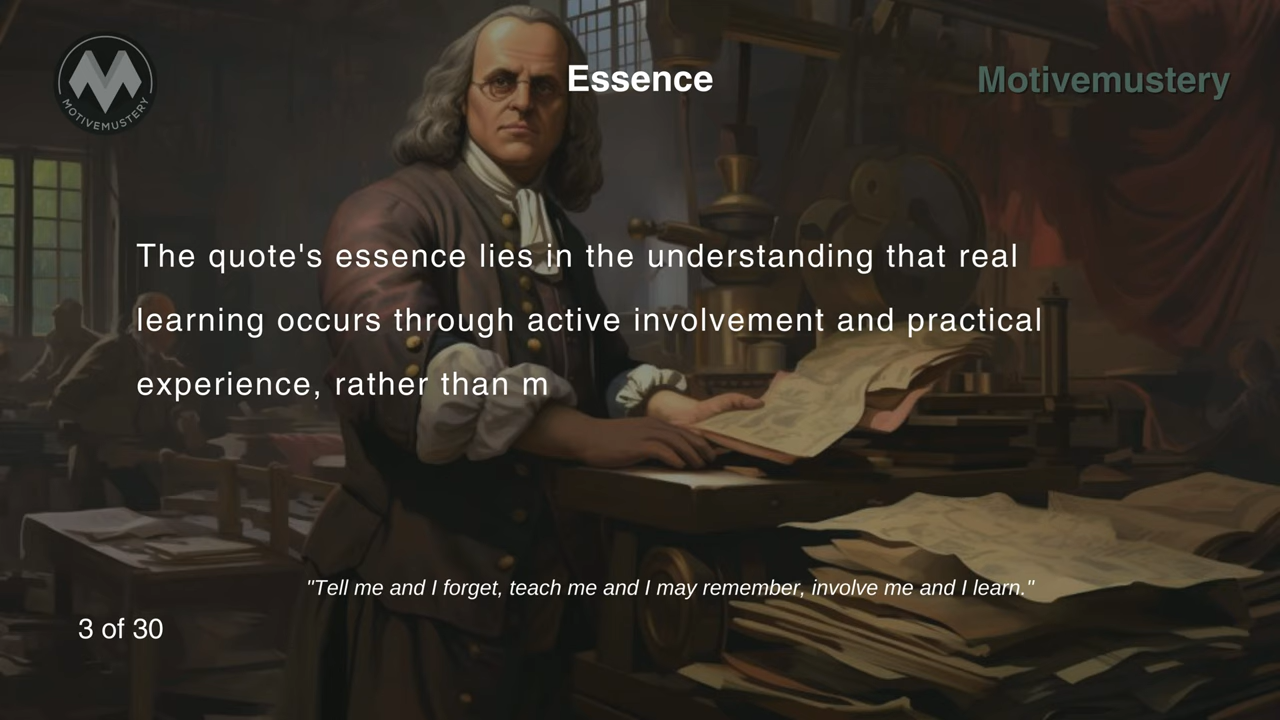 MOTIVEMUSTERY
Essence
Motivemustery
The quote's essence lies in the understanding that real
learning occurs through active involvement and practical
experience, rather than m
"Tell me and I forget, teach me and I may remember, involve me and I learn."
3 of 30